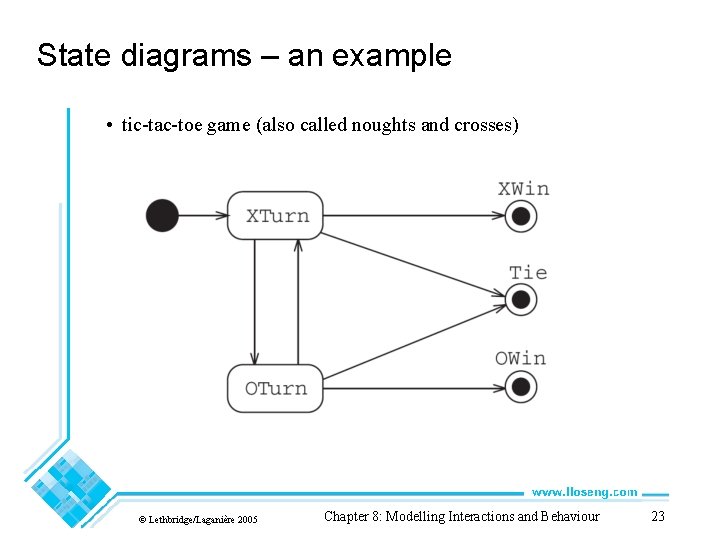 State diagrams – an example
• tic-tac-toe game (also called noughts and crosses)
XWin
XTurn
Tie
OWin
OTurn
www.lloseng.com
© Lethbridge/Laganière 2005
Chapter 8: Modelling Interactions and Behaviour
23